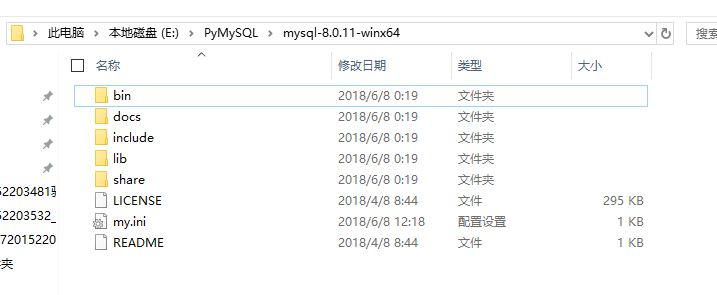 此电脑 > 本地磁盘 (E:) > PyMySQL > mysql-8.0.11-winx64 搜索
名称 修改日期 类型 大小
bin 2018/6/8 0:19 文件夹
docs 2018/6/8 0:19 文件夹
include 2018/6/8 0:19 文件夹
lib 2018/6/8 0:19 文件夹
share 2018/6/8 0:19 文件夹
52203481 LICENSE 2018/4/8 8:44 文件 295 KB
52203532_ my.ini 2018/6/8 12:18 配置设置 1 KB
72015220 README 2018/4/8 8:44 文件 1 KB
夹